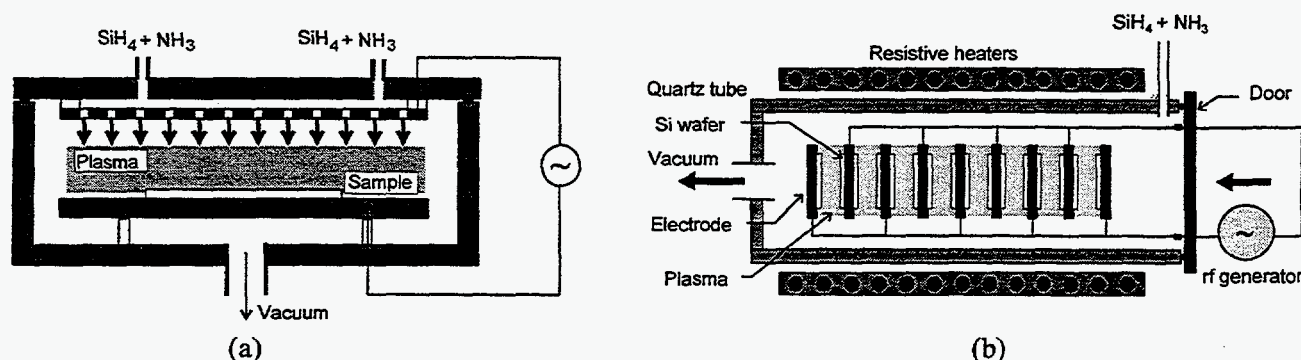 SiH4 + NH3
SiH4 + NH3
Plasma
Sample
~
Vacuum
(a)
SiH4 + NH3
Resistive heaters
Quartz tube
Door
Si wafer
Vacuum
Electrode
~
Plasma
rf generator
(b)